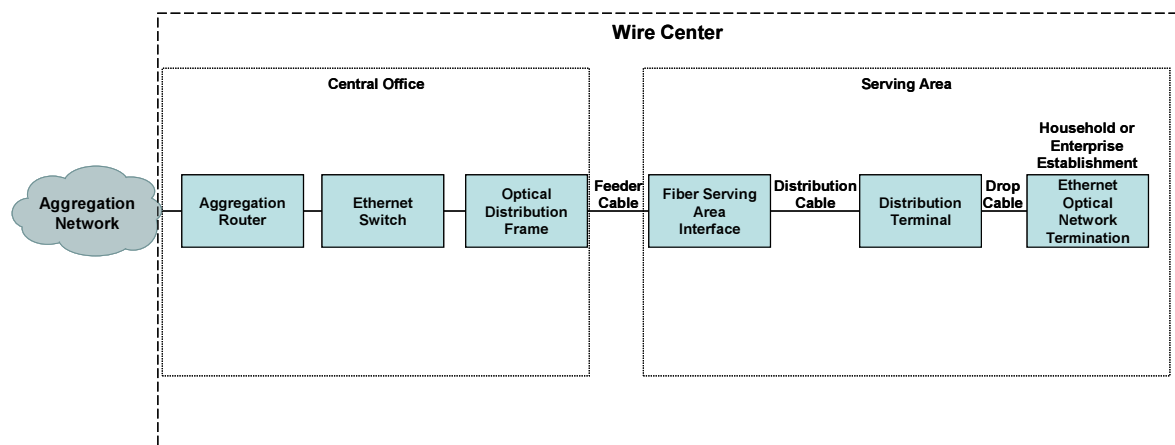 Wire Center
Central Office
Serving Area
Household or
Enterprise
Establishment
Aggregation
Network
Aggregation
Router
Ethernet
Switch
Optical
Distribution
Frame
Feeder
Cable
Fiber Serving
Area
Interface
Distribution
Cable
Distribution
Terminal
Drop
Cable
Ethernet
Optical
Network
Termination